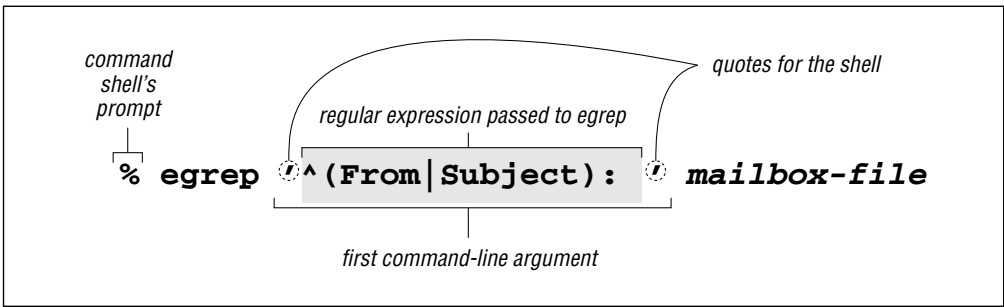 command
shell's
prompt
quotes for the shell
regular expression passed to egrep
% egrep '^(From|Subject): ' mailbox-file
first command-line argument